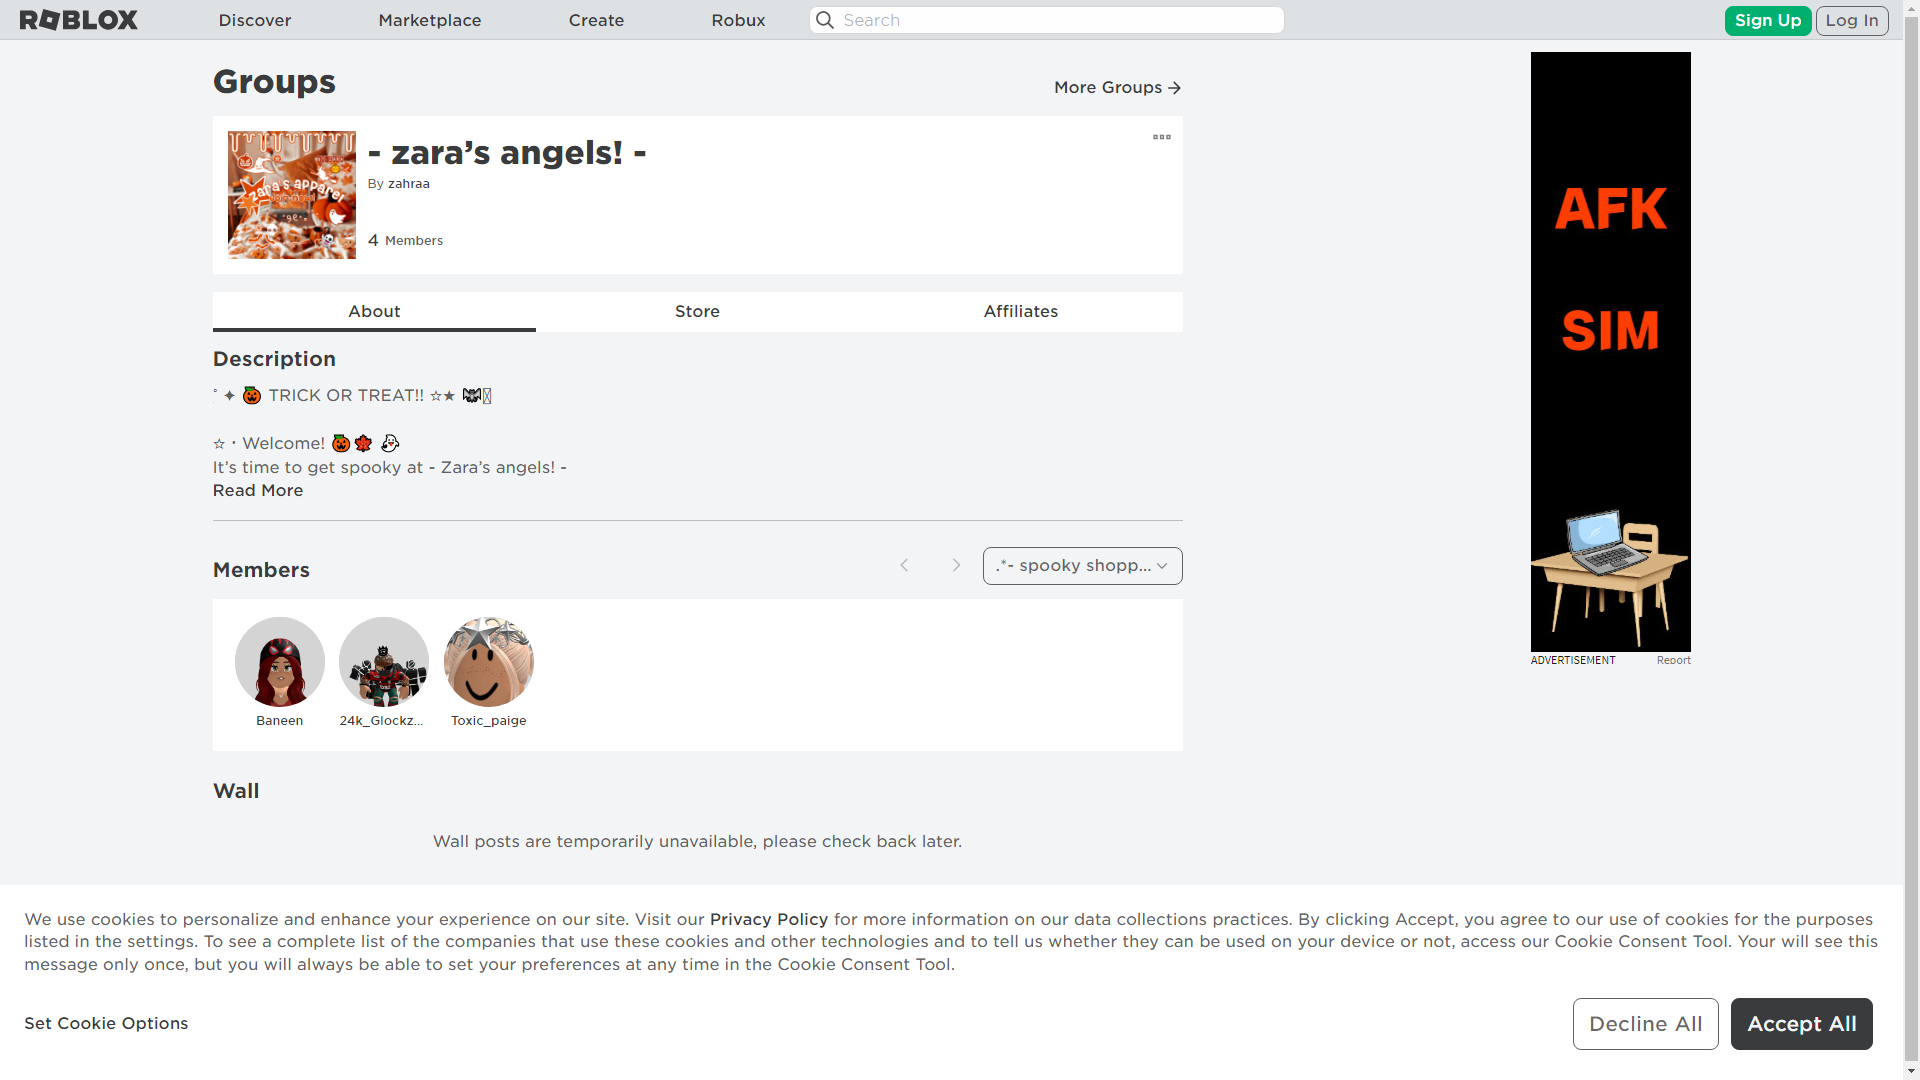 ROBLOX
Discover
Marketplace
Create
Robux
Search
Sign Up
Log In
Groups
More Groups
- zara’s angels! -
By zahraa
zara's apparel
4 Members
About
Store
Affiliates
Description
˚ ✦ 🎃 TRICK OR TREAT!! ☆★ 🦇
☆ · Welcome! 🎃🍁 👻
It’s time to get spooky at - Zara’s angels! -
Read More
Members
.*- spooky shopp...
Baneen
24k_Glockz...
Toxic_paige
Wall
Wall posts are temporarily unavailable, please check back later.
AFK
SIM
ADVERTISEMENT
Report
We use cookies to personalize and enhance your experience on our site. Visit our Privacy Policy for more information on our data collections practices. By clicking Accept, you agree to our use of cookies for the purposes
listed in the settings. To see a complete list of the companies that use these cookies and other technologies and to tell us whether they can be used on your device or not, access our Cookie Consent Tool. Your will see this
message only once, but you will always be able to set your preferences at any time in the Cookie Consent Tool.
Set Cookie Options
Decline All
Accept All